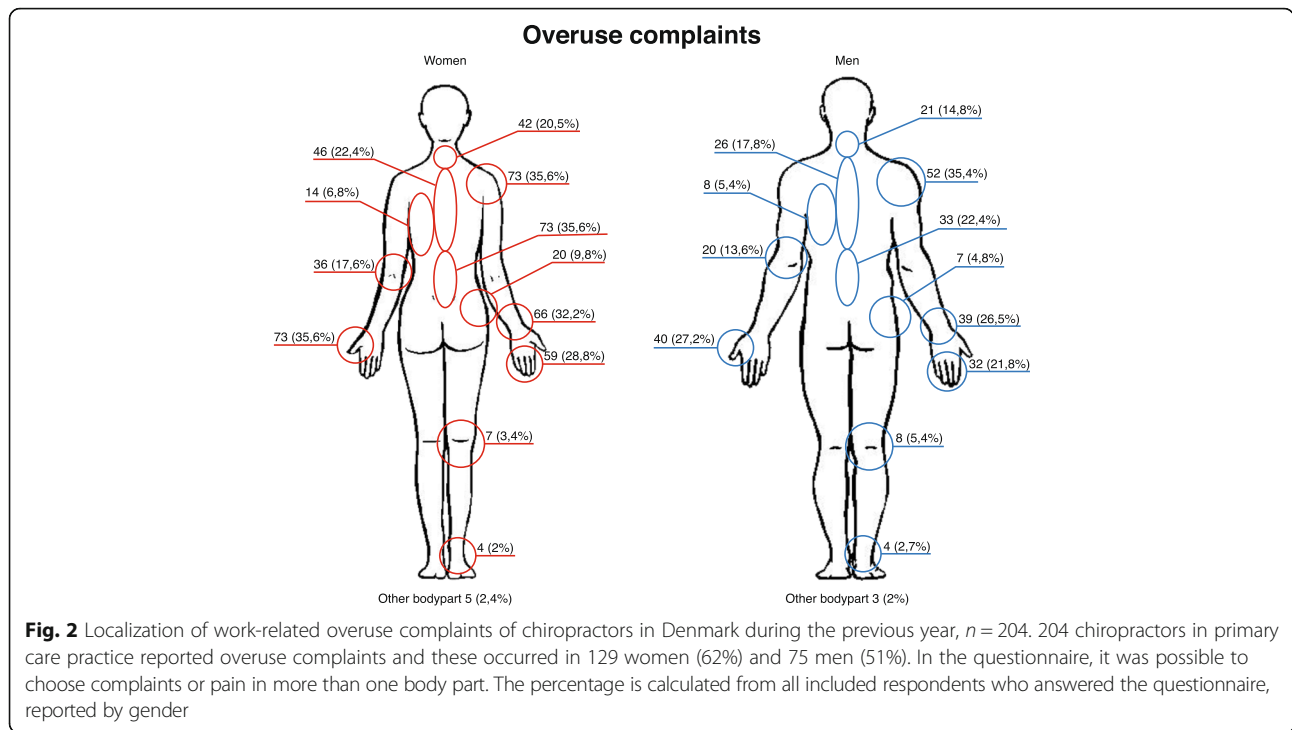 Overuse complaints
Women
Men
42 (20,5%)
46 (22,4%)
73 (35,6%)
14 (6,8%)
73 (35,6%)
20 (9,8%)
36 (17,6%)
66 (32,2%)
73 (35,6%)
59 (28,8%)
7 (3,4%)
4 (2%)
Other bodypart 5 (2,4%)
21 (14,8%)
26 (17,8%)
52 (35,4%)
8 (5,4%)
33 (22,4%)
20 (13,6%)
7 (4,8%)
39 (26,5%)
40 (27,2%)
32 (21,8%)
8 (5,4%)
4 (2,7%)
Other bodypart 3 (2%)
Fig. 2 Localization of work-related overuse complaints of chiropractors in Denmark during the previous year, n = 204. 204 chiropractors in primary
care practice reported overuse complaints and these occurred in 129 women (62%) and 75 men (51%). In the questionnaire, it was possible to
choose complaints or pain in more than one body part. The percentage is calculated from all included respondents who answered the questionnaire,
reported by gender